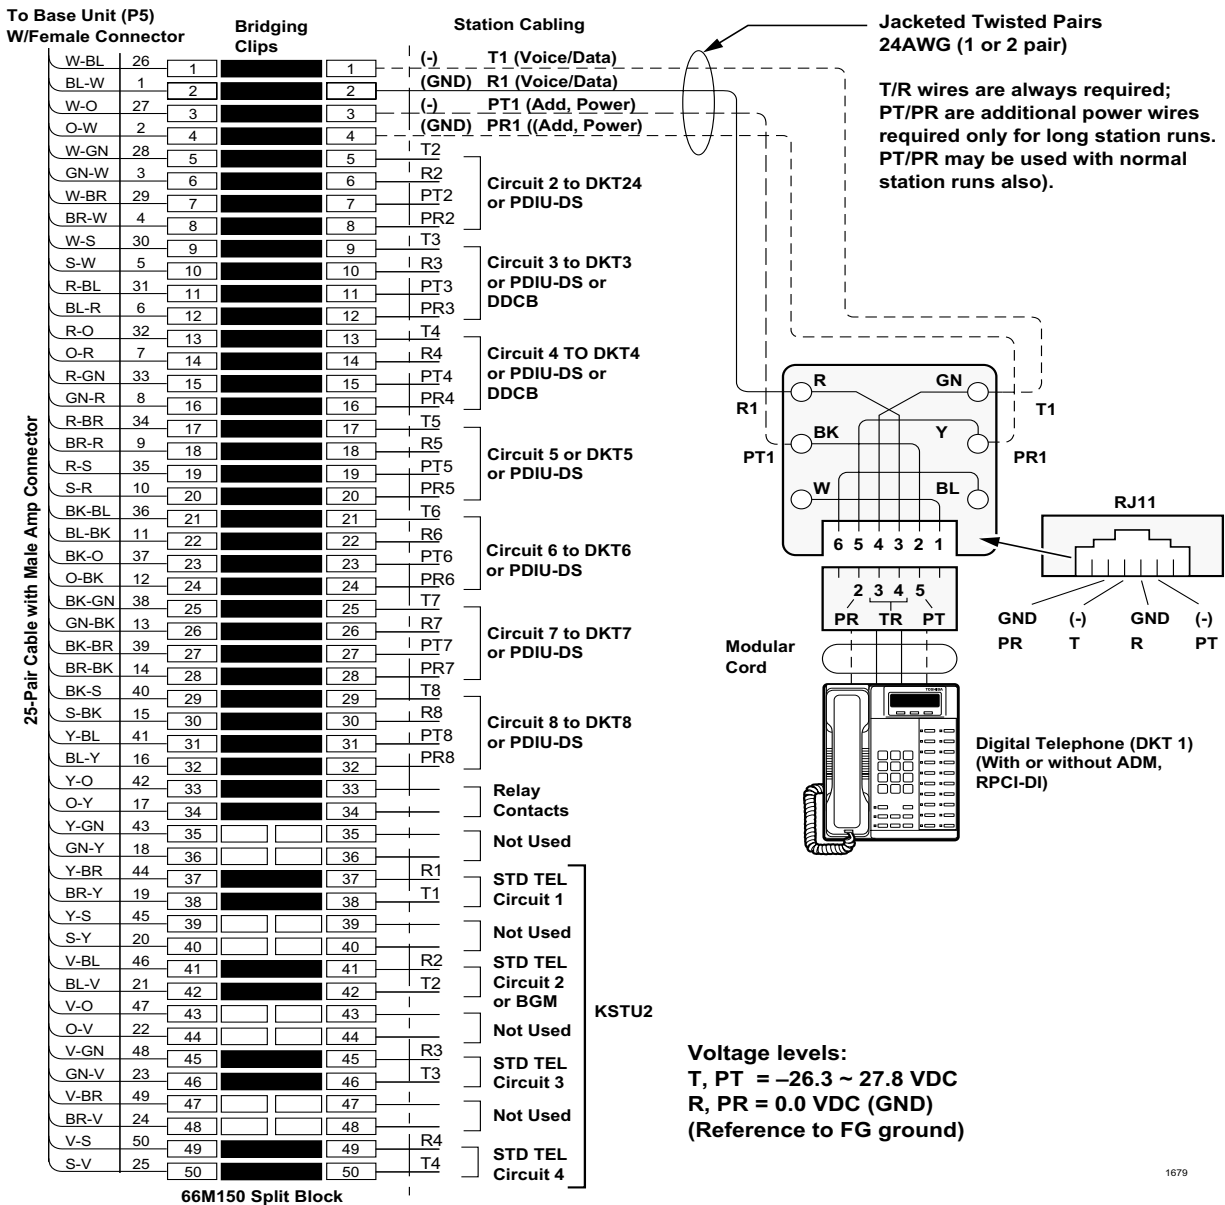 To Base Unit (P5)
W/Female Connector
Bridging
Clips
Station Cabling
Jacketed Twisted Pairs
24AWG (1 or 2 pair)
T/R wires are always required;
PT/PR are additional power wires
required only for long station runs.
PT/PR may be used with normal
station runs also).
25-Pair Cable with Male Amp Connector
W-BL 26 1 1 (-) T1 (Voice/Data)
BL-W 1 2 2 (GND) R1 (Voice/Data)
W-O 27 3 3 (-) PT1 (Add, Power)
O-W 2 4 4 (GND) PR1 ((Add, Power)
W-GN 28 5 5 T2
GN-W 3 6 6 R2
W-BR 29 7 7 PT2
BR-W 4 8 8 PR2
Circuit 2 to DKT24
or PDIU-DS
W-S 30 9 9 T3
S-W 5 10 10 R3
R-BL 31 11 11 PT3
BL-R 6 12 12 PR3
Circuit 3 to DKT3
or PDIU-DS or
DDCB
R-O 32 13 13 T4
O-R 7 14 14 R4
R-GN 33 15 15 PT4
GN-R 8 16 16 PR4
Circuit 4 TO DKT4
or PDIU-DS or
DDCB
R-BR 34 17 17 T5
BR-R 9 18 18 R5
R-S 35 19 19 PT5
S-R 10 20 20 PR5
Circuit 5 or DKT5
or PDIU-DS
BK-BL 36 21 21 T6
BL-BK 11 22 22 R6
BK-O 37 23 23 PT6
O-BK 12 24 24 PR6
Circuit 6 to DKT6
or PDIU-DS
BK-GN 38 25 25 T7
GN-BK 13 26 26 R7
BK-BR 39 27 27 PT7
BR-BK 14 28 28 PR7
Circuit 7 to DKT7
or PDIU-DS
BK-S 40 29 29 T8
S-BK 15 30 30 R8
Y-BL 41 31 31 PT8
BL-Y 16 32 32 PR8
Circuit 8 to DKT8
or PDIU-DS
Y-O 42 33 33
O-Y 17 34 34
Relay
Contacts
Y-GN 43 35 35
GN-Y 18 36 36
Not Used
Y-BR 44 37 37 R1
BR-Y 19 38 38 T1
STD TEL
Circuit 1
Y-S 45 39 39
S-Y 20 40 40
Not Used
V-BL 46 41 41 R2
BL-V 21 42 42 T2
STD TEL
Circuit 2
or BGM
V-O 47 43 43
O-V 22 44 44
Not Used
V-GN 48 45 45 R3
GN-V 23 46 46 T3
STD TEL
Circuit 3
V-BR 49 47 47
BR-V 24 48 48
Not Used
V-S 50 49 49 R4
S-V 25 50 50 T4
STD TEL
Circuit 4
KSTU2
66M150 Split Block
R GN
R1 T1
BK Y
PT1 PR1
W BL
6 5 4 3 2 1
RJ11
GND (-) GND (-)
PR T R PT
2 3 4 5
PR TR PT
Modular
Cord
TOSHIBA
Digital Telephone (DKT 1)
(With or without ADM,
RPCI-DI)
Voltage levels:
T, PT = –26.3 ~ 27.8 VDC
R, PR = 0.0 VDC (GND)
(Reference to FG ground)
1679